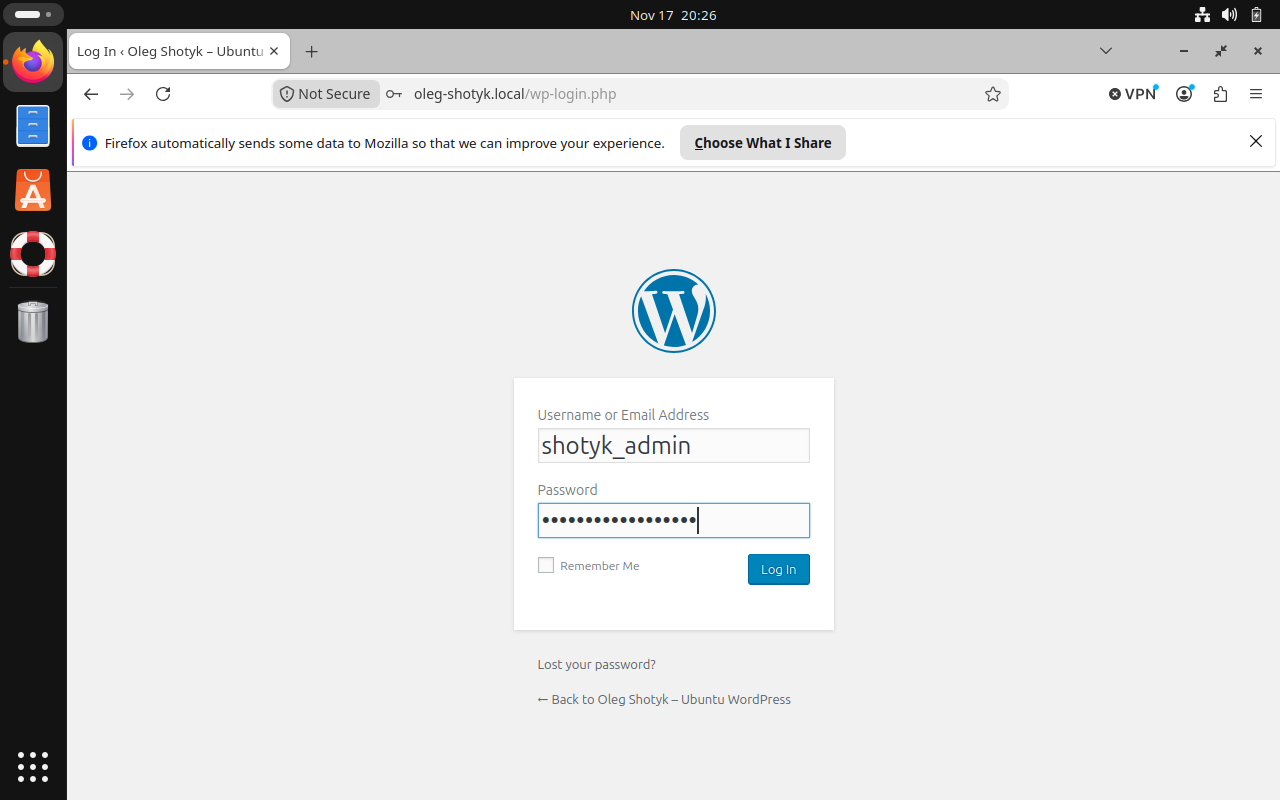 Nov 17 20:26
Log In ‹ Oleg Shotyk – Ubuntu
Not Secure
oleg-shotyk.local/wp-login.php
VPN
Firefox automatically sends some data to Mozilla so that we can improve your experience.
Choose What I Share
Username or Email Address
shotyk_admin
Password
Remember Me
Log In
Lost your password?
← Back to Oleg Shotyk – Ubuntu WordPress